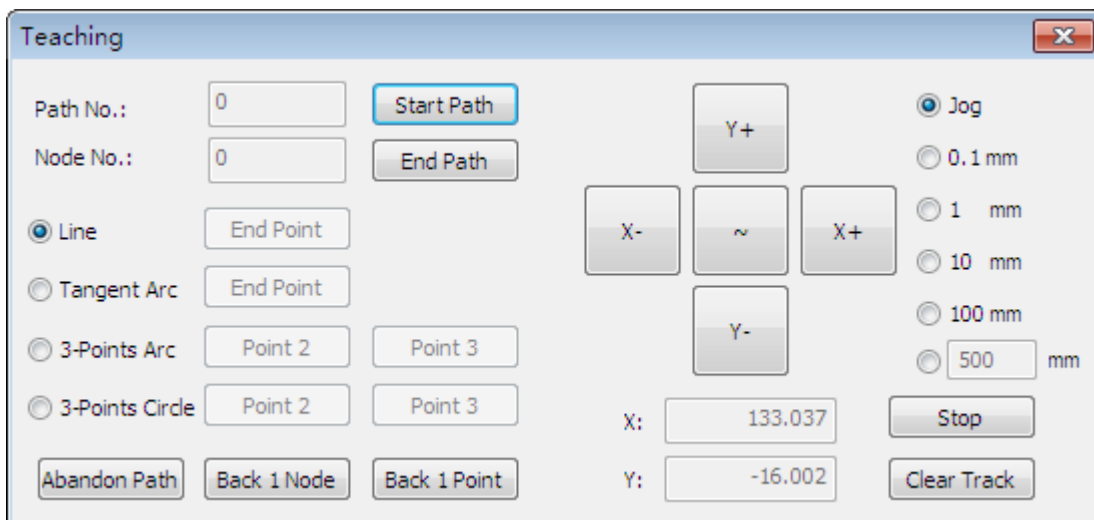 Teaching
Path No.: 0 Start Path
Node No.: 0 End Path
Line End Point
Tangent Arc End Point
3-Points Arc Point 2 Point 3
3-Points Circle Point 2 Point 3
Abandon Path Back 1 Node Back 1 Point
Y+
X- ~ X+
Y-
X: 133.037
Y: -16.002
Jog
0.1 mm
1 mm
10 mm
100 mm
500 mm
Stop
Clear Track